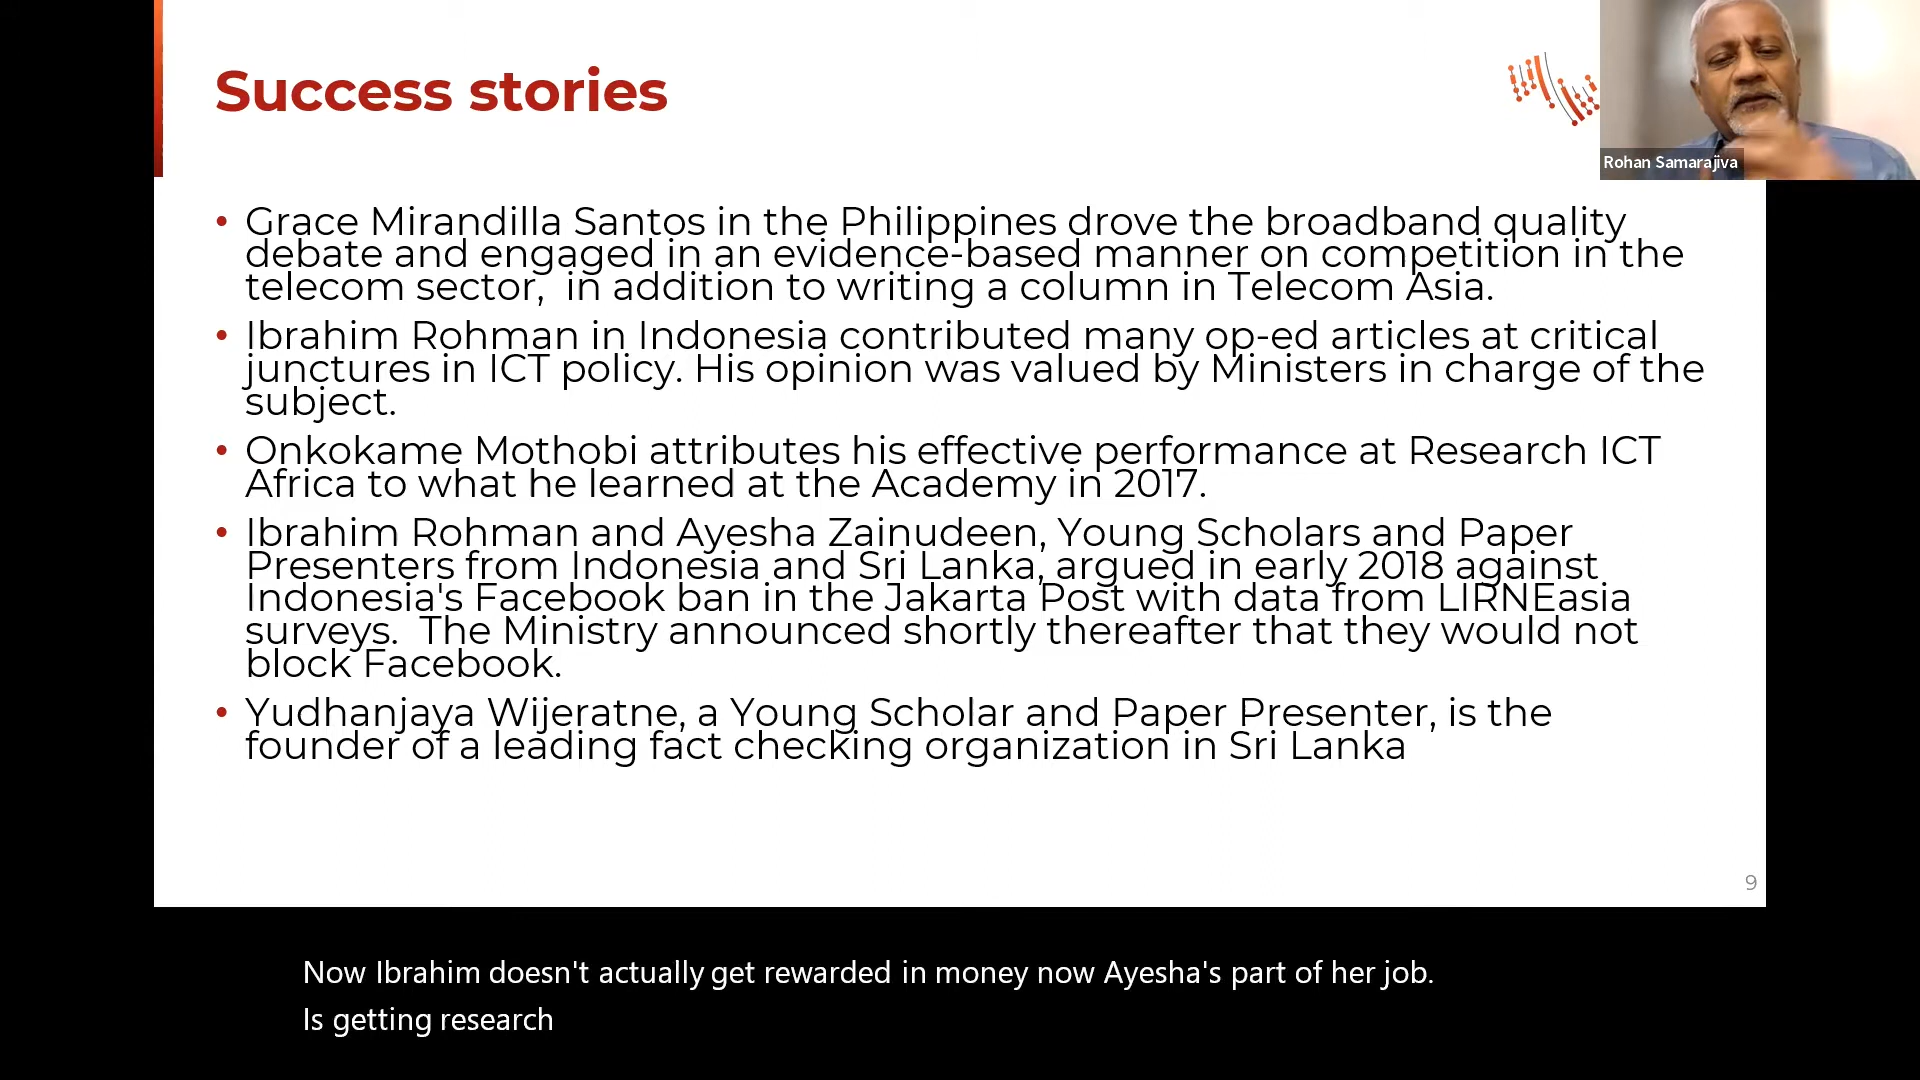 Success stories
Rohan Samarajiva
• Grace Mirandilla Santos in the Philippines drove the broadband quality
debate and engaged in an evidence-based manner on competition in the
telecom sector,  in addition to writing a column in Telecom Asia.
• Ibrahim Rohman in Indonesia contributed many op-ed articles at critical
junctures in ICT policy. His opinion was valued by Ministers in charge of the
subject.
• Onkokame Mothobi attributes his effective performance at Research ICT
Africa to what he learned at the Academy in 2017.
• Ibrahim Rohman and Ayesha Zainudeen, Young Scholars and Paper
Presenters from Indonesia and Sri Lanka, argued in early 2018 against
Indonesia's Facebook ban in the Jakarta Post with data from LIRNEasia
surveys.  The Ministry announced shortly thereafter that they would not
block Facebook.
• Yudhanjaya Wijeratne, a Young Scholar and Paper Presenter, is the
founder of a leading fact checking organization in Sri Lanka
9
Now Ibrahim doesn't actually get rewarded in money now Ayesha's part of her job.
Is getting research